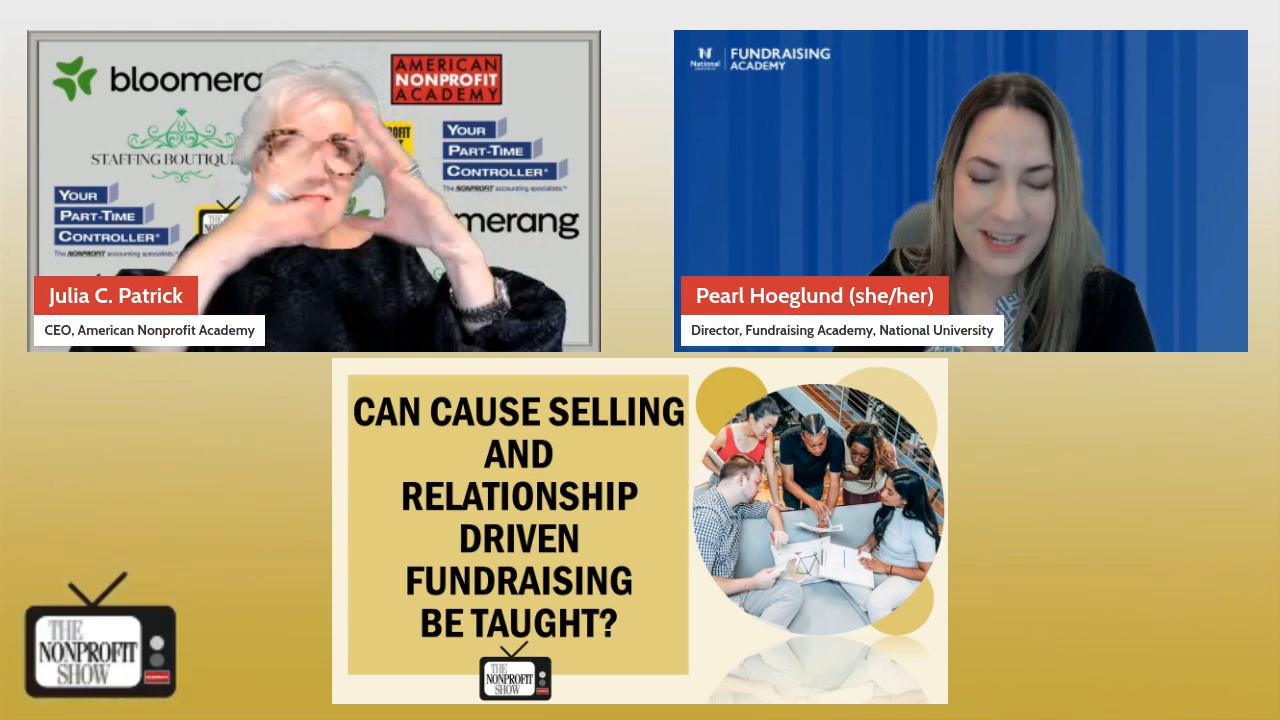 bloomera
AMERICAN
NONPROFIT
ACADEMY
STAFFING BOUTIQU
YOUR
PART-TIME
CONTROLLER
The NONPROFIT accounting specialists.
YOUR
PART-TIME
CONTROLLER
The NONPROFIT accounting specialists.
merang
Julia C. Patrick
CEO, American Nonprofit Academy
National
FUNDRAISING
ACADEMY
Pearl Hoeglund (she/her)
Director, Fundraising Academy, National University
CAN CAUSE SELLING
AND
RELATIONSHIP
DRIVEN
FUNDRAISING
BE TAUGHT?
THE
NONPROFIT
SHOW
THE
NONPROFIT
SHOW